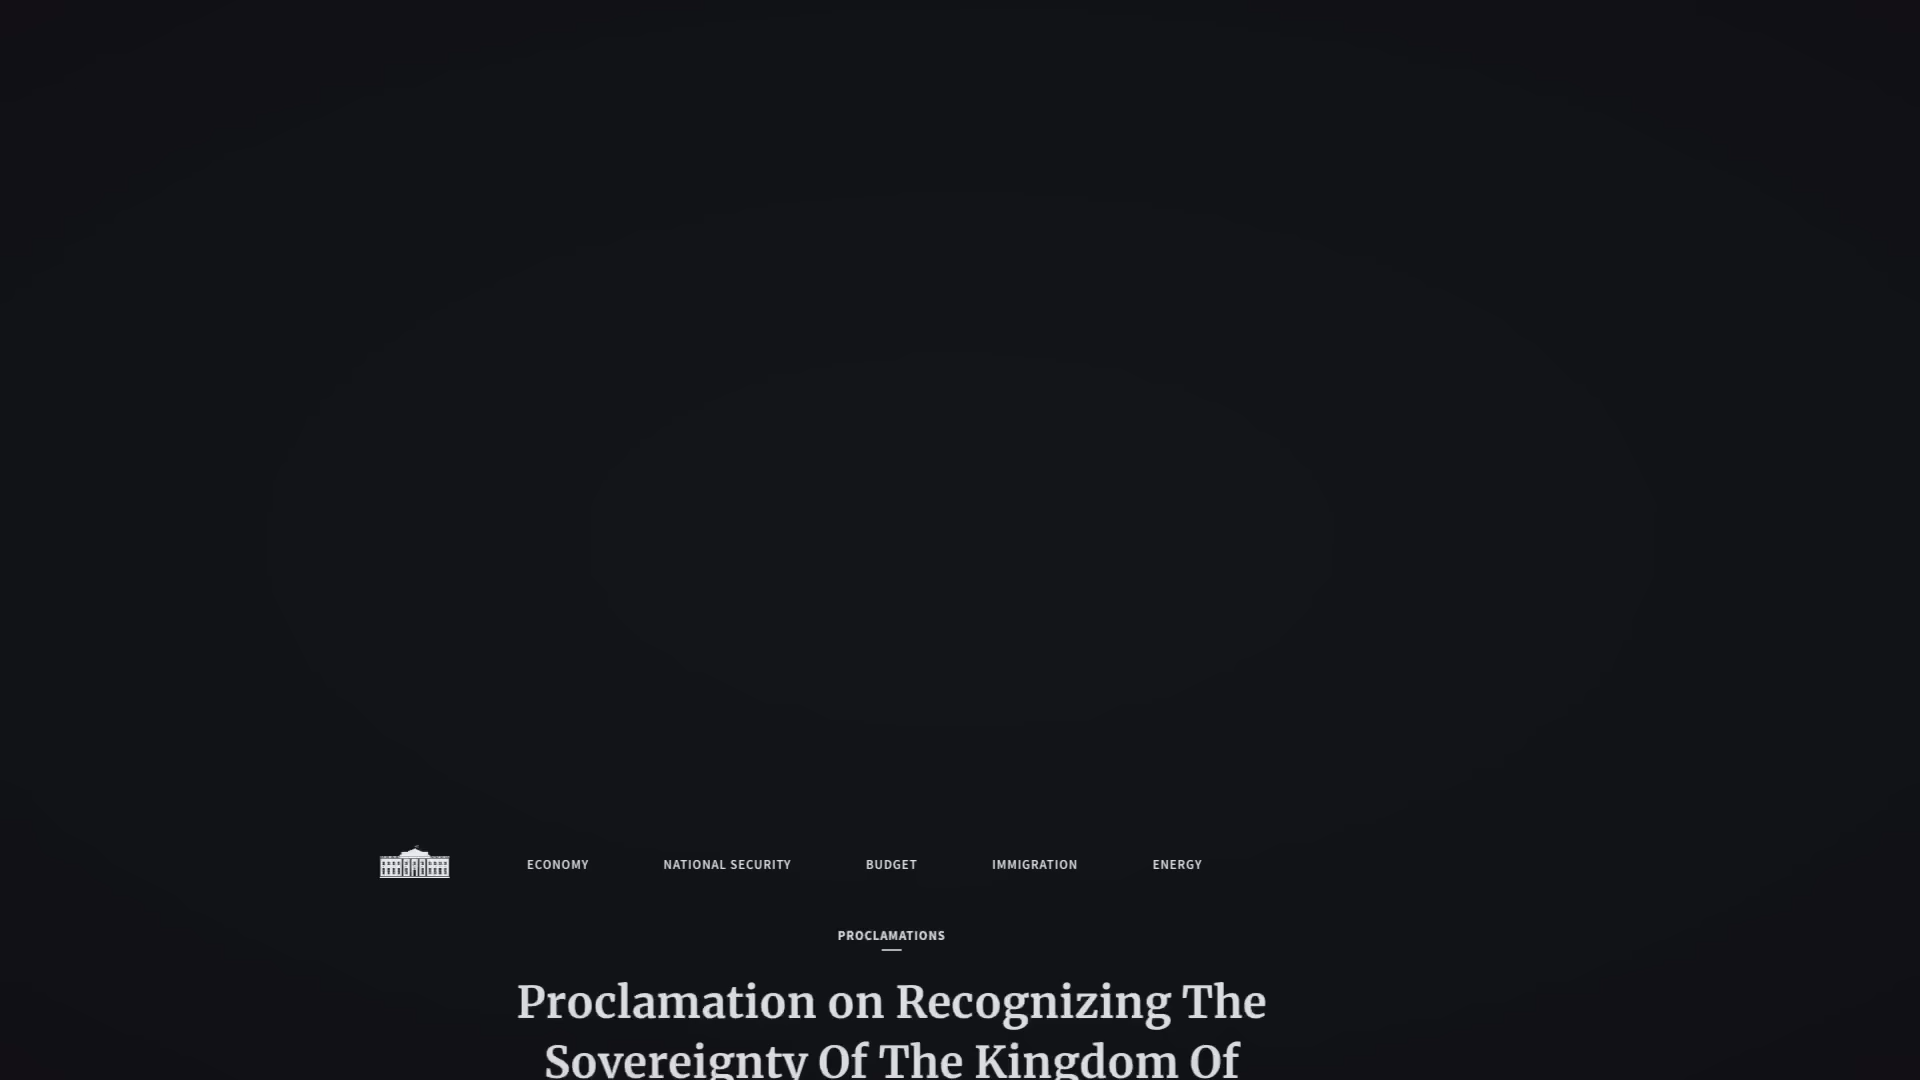 ECONOMY NATIONAL SECURITY BUDGET IMMIGRATION ENERGY
PROCLAMATIONS
Proclamation on Recognizing The
Sovereignty Of The Kingdom Of